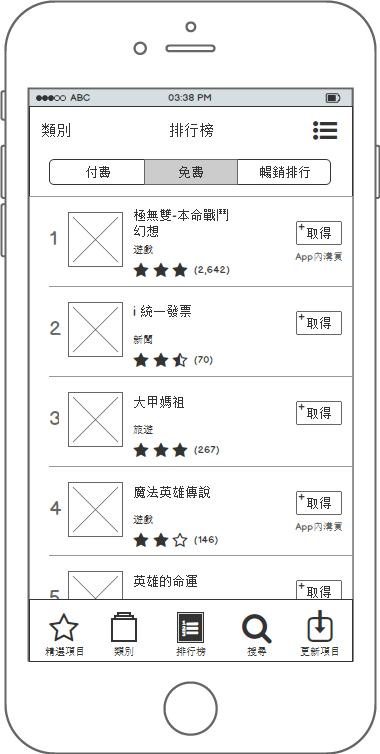 ABC 03:38 PM
類別 排行榜
付費 免費 暢銷排行
1 極無雙-本命戰鬥
幻想
遊戲
(2,642)
+取得
App內購買
2 i 統一發票
新聞
(70)
+取得
3 大甲媽祖
旅遊
(267)
+取得
4 魔法英雄傳說
遊戲
(146)
+取得
App內購買
5 英雄的命運
+取得
精選項目 類別 排行榜 搜尋 更新項目